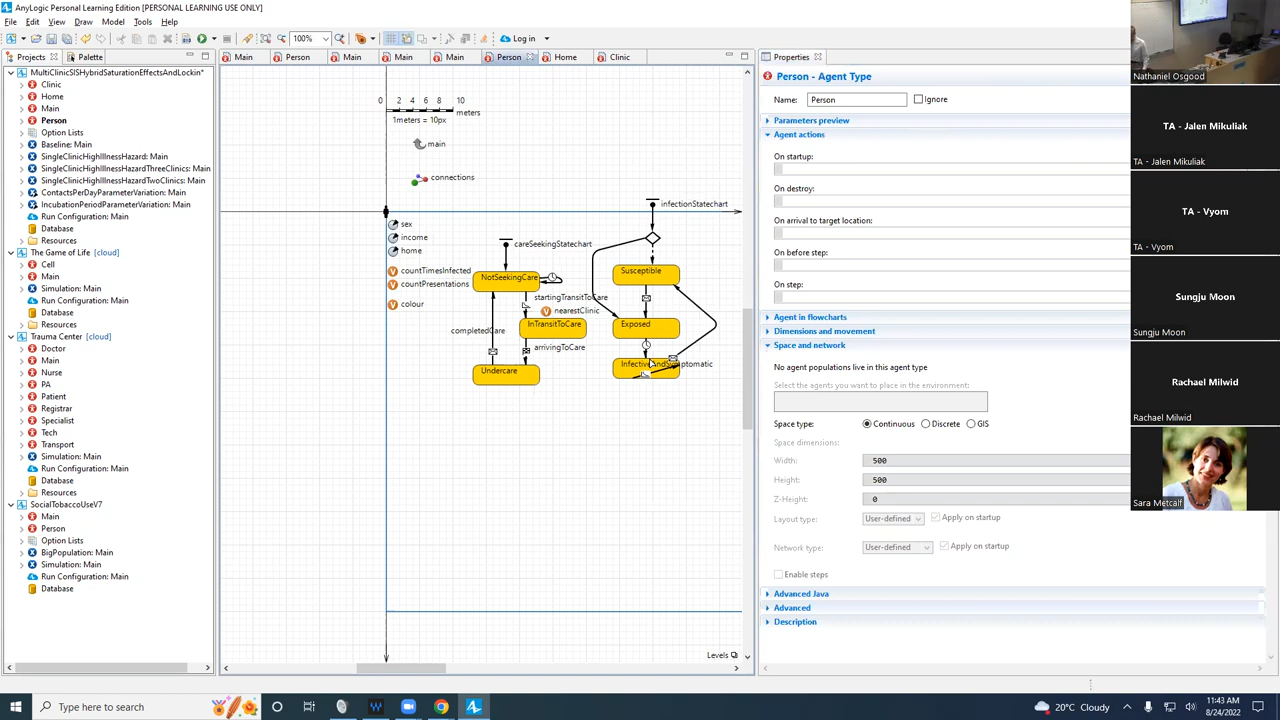 AnyLogic Personal Learning Edition [PERSONAL LEARNING USE ONLY]
File Edit View Draw Model Tools Help
100% Log in
Projects Palette
Main Person Main Main Main Person Home Clinic
Properties
MultiClinicSISHybridSaturationEffectsAndLockin*
Clinic
Home
Main
Person
Option Lists
Baseline: Main
SingleClinicHighIllnessHazard: Main
SingleClinicHighIllnessHazardThreeClinics: Main
SingleClinicHighIllnessHazardTwoClinics: Main
ContactsPerDayParameterVariation: Main
IncubationPeriodParameterVariation: Main
Run Configuration: Main
Database
Resources
The Game of Life [cloud]
Cell
Main
Simulation: Main
Run Configuration: Main
Database
Resources
Trauma Center [cloud]
Doctor
Main
Nurse
PA
Patient
Registrar
Specialist
Tech
Transport
Simulation: Main
Run Configuration: Main
Database
Resources
SocialTobaccoUseV7
Main
Person
Option Lists
BigPopulation: Main
Simulation: Main
Run Configuration: Main
Database
0 2 4 6 8 10
meters
1meters = 10px
main
connections
sex
income
home
countTimesInfected
countPresentations
colour
careSeekingStatechart
NotSeekingCare
startingTransitToCare
nearestClinic
InTransitToCare
completedCare
arrivingToCare
Undercare
infectionStatechart
Susceptible
Exposed
InfectiveAndSymptomatic
Levels
Person - Agent Type
Name: Person Ignore
Parameters preview
Agent actions
On startup:
On destroy:
On arrival to target location:
On before step:
On step:
Agent in flowcharts
Dimensions and movement
Space and network
No agent populations live in this agent type
Select the agents you want to place in the environment:
Space type: Continuous Discrete GIS
Space dimensions:
Width: 500
Height: 500
Z-Height: 0
Layout type: User-defined Apply on startup
Network type: User-defined Apply on startup
Enable steps
Advanced Java
Advanced
Description
Nathaniel Osgood
TA - Jalen Mikuliak
TA - Jalen Mikuliak
TA - Vyom
TA - Vyom
Sungju Moon
Sungju Moon
Rachael Milwid
Rachael Milwid
Sara Metcalf
Type here to search
20°C Cloudy
11:43 AM
8/24/2022